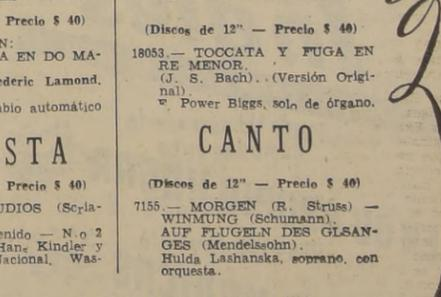 Precio $ 40)
N:
A EN DO MA-
ederic Lamond.
bio automático
STA
Precio $ 40)
UDIOS (Scria-
enido — N.o 2
Hans Kindler y
Nacional, Was-
(Discos de 12" — Precio $ 40)
18053.— TOCCATA Y FUGA EN
RE MENOR.
(J. S. Bach). . (Versión Origi-
nal).
Power Biggs, solo de órgano.
CANTO
(Discos de 12" — Precio $ 40)
7155.— MORGEN (R. Struss) —
WINMUNG (Schumann).
AUF FLUGELN DES GLSAN-
GES (Mendelssohn).
Hulda Lashanska, soprano, con
orquesta.